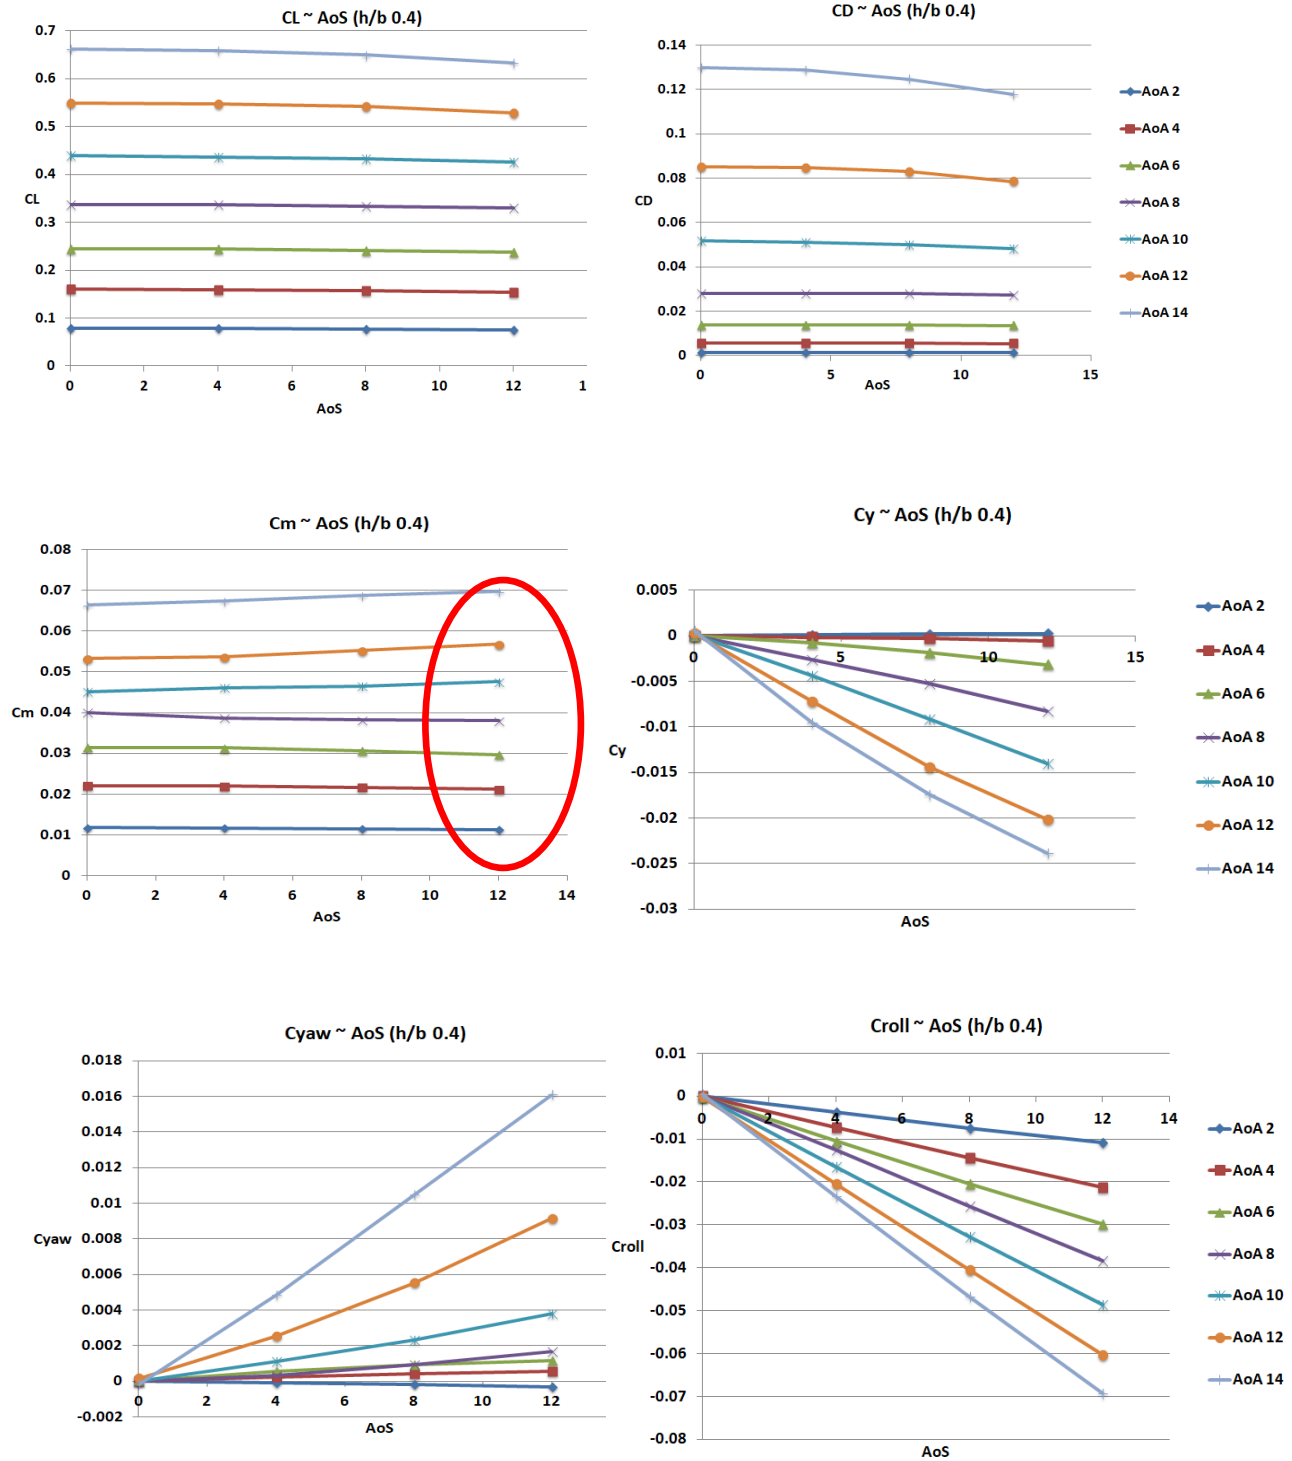 CL ~ AoS (h/b 0.4)
0.7
0.6
0.5
0.4
CL
0.3
0.2
0.1
0
0 2 4 6 8 10 12 1
AoS
CD ~ AoS (h/b 0.4)
0.14
0.12
0.1
0.08
CD
0.06
0.04
0.02
0
0 5 10 15
AoS
AoA 2
AoA 4
AoA 6
AoA 8
AoA 10
AoA 12
AoA 14
Cm ~ AoS (h/b 0.4)
0.08
0.07
0.06
0.05
Cm
0.04
0.03
0.02
0.01
0
0 2 4 6 8 10 12 14
AoS
Cy ~ AoS (h/b 0.4)
0.005
0
0 5 10 15
-0.005
-0.01
Cy
-0.015
-0.02
-0.025
-0.03
AoS
AoA 2
AoA 4
AoA 6
AoA 8
AoA 10
AoA 12
AoA 14
Cyaw ~ AoS (h/b 0.4)
0.018
0.016
0.014
0.012
0.01
Cyaw
0.008
0.006
0.004
0.002
0
-0.002
0 2 4 6 8 10 12
AoS
Croll ~ AoS (h/b 0.4)
0.01
0
0 2 4 6 8 10 12 14
-0.01
-0.02
-0.03
Croll
-0.04
-0.05
-0.06
-0.07
-0.08
AoS
AoA 2
AoA 4
AoA 6
AoA 8
AoA 10
AoA 12
AoA 14